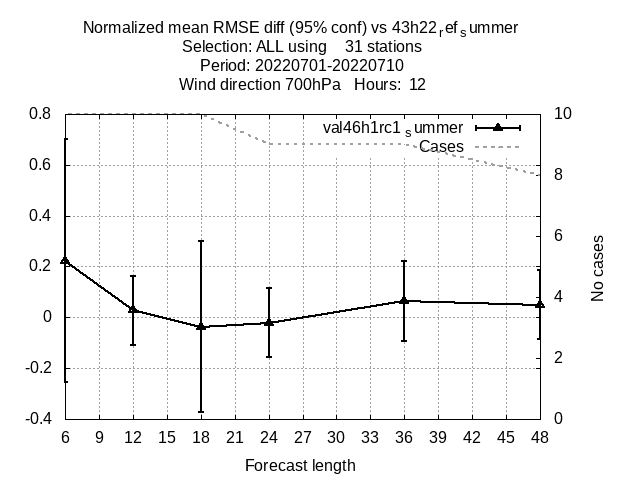 Normalized mean RMSE diff (95% conf) vs 43h22refsummer
Selection: ALL using 31 stations
Period: 20220701-20220710
Wind direction 700hPa Hours: 12
val46h1rc1summer
Cases
0.8
0.6
0.4
0.2
0
-0.2
-0.4
10
8
6
4
2
0
No cases
6 9 12 15 18 21 24 27 30 33 36 39 42 45 48
Forecast length